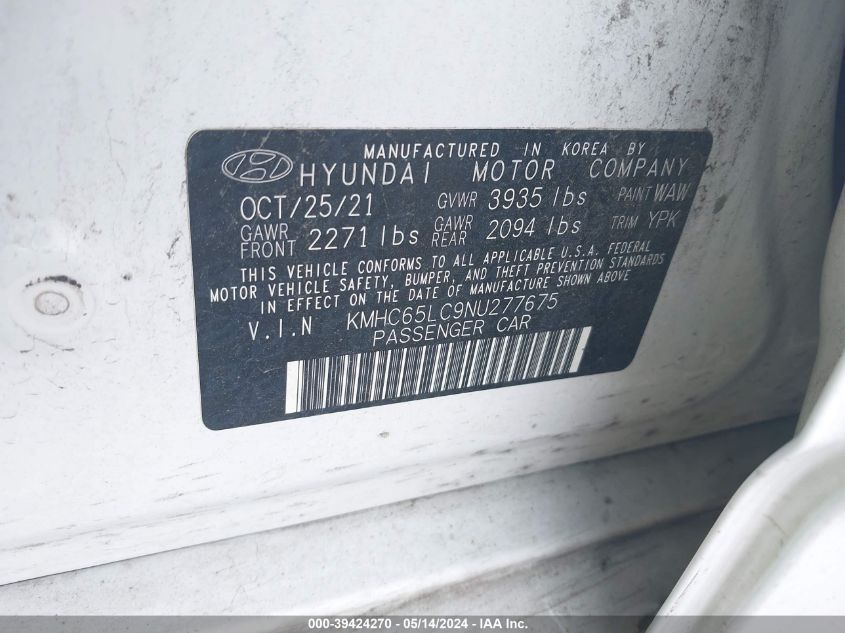 MANUFACTURED IN KOREA BY
HYUNDAI MOTOR COMPANY
OCT/25/21 GVWR 3935 lbs PAINT WAW
GAWR FRONT 2271 lbs GAWR REAR 2094 lbs TRIM YPK
THIS VEHICLE CONFORMS TO ALL APPLICABLE U.S.A. FEDERAL
MOTOR VEHICLE SAFETY, BUMPER, AND THEFT PREVENTION STANDARDS
IN EFFECT ON THE DATE OF MANUFACTURE SHOWN ABOVE
V.I.N KMHC65LC9NU277675
PASSENGER CAR
000-39424270 - 05/14/2024 - IAA, Inc.